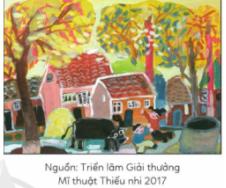 Nguồn: Triển lãm Giải thưởng
Mĩ thuật Thiếu nhi 2017